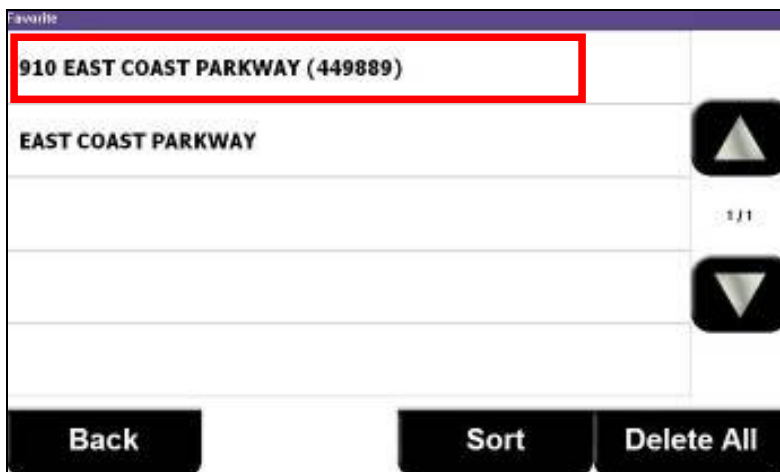 Favorite
910 EAST COAST PARKWAY (449889)
EAST COAST PARKWAY
1/1
Back Sort Delete All